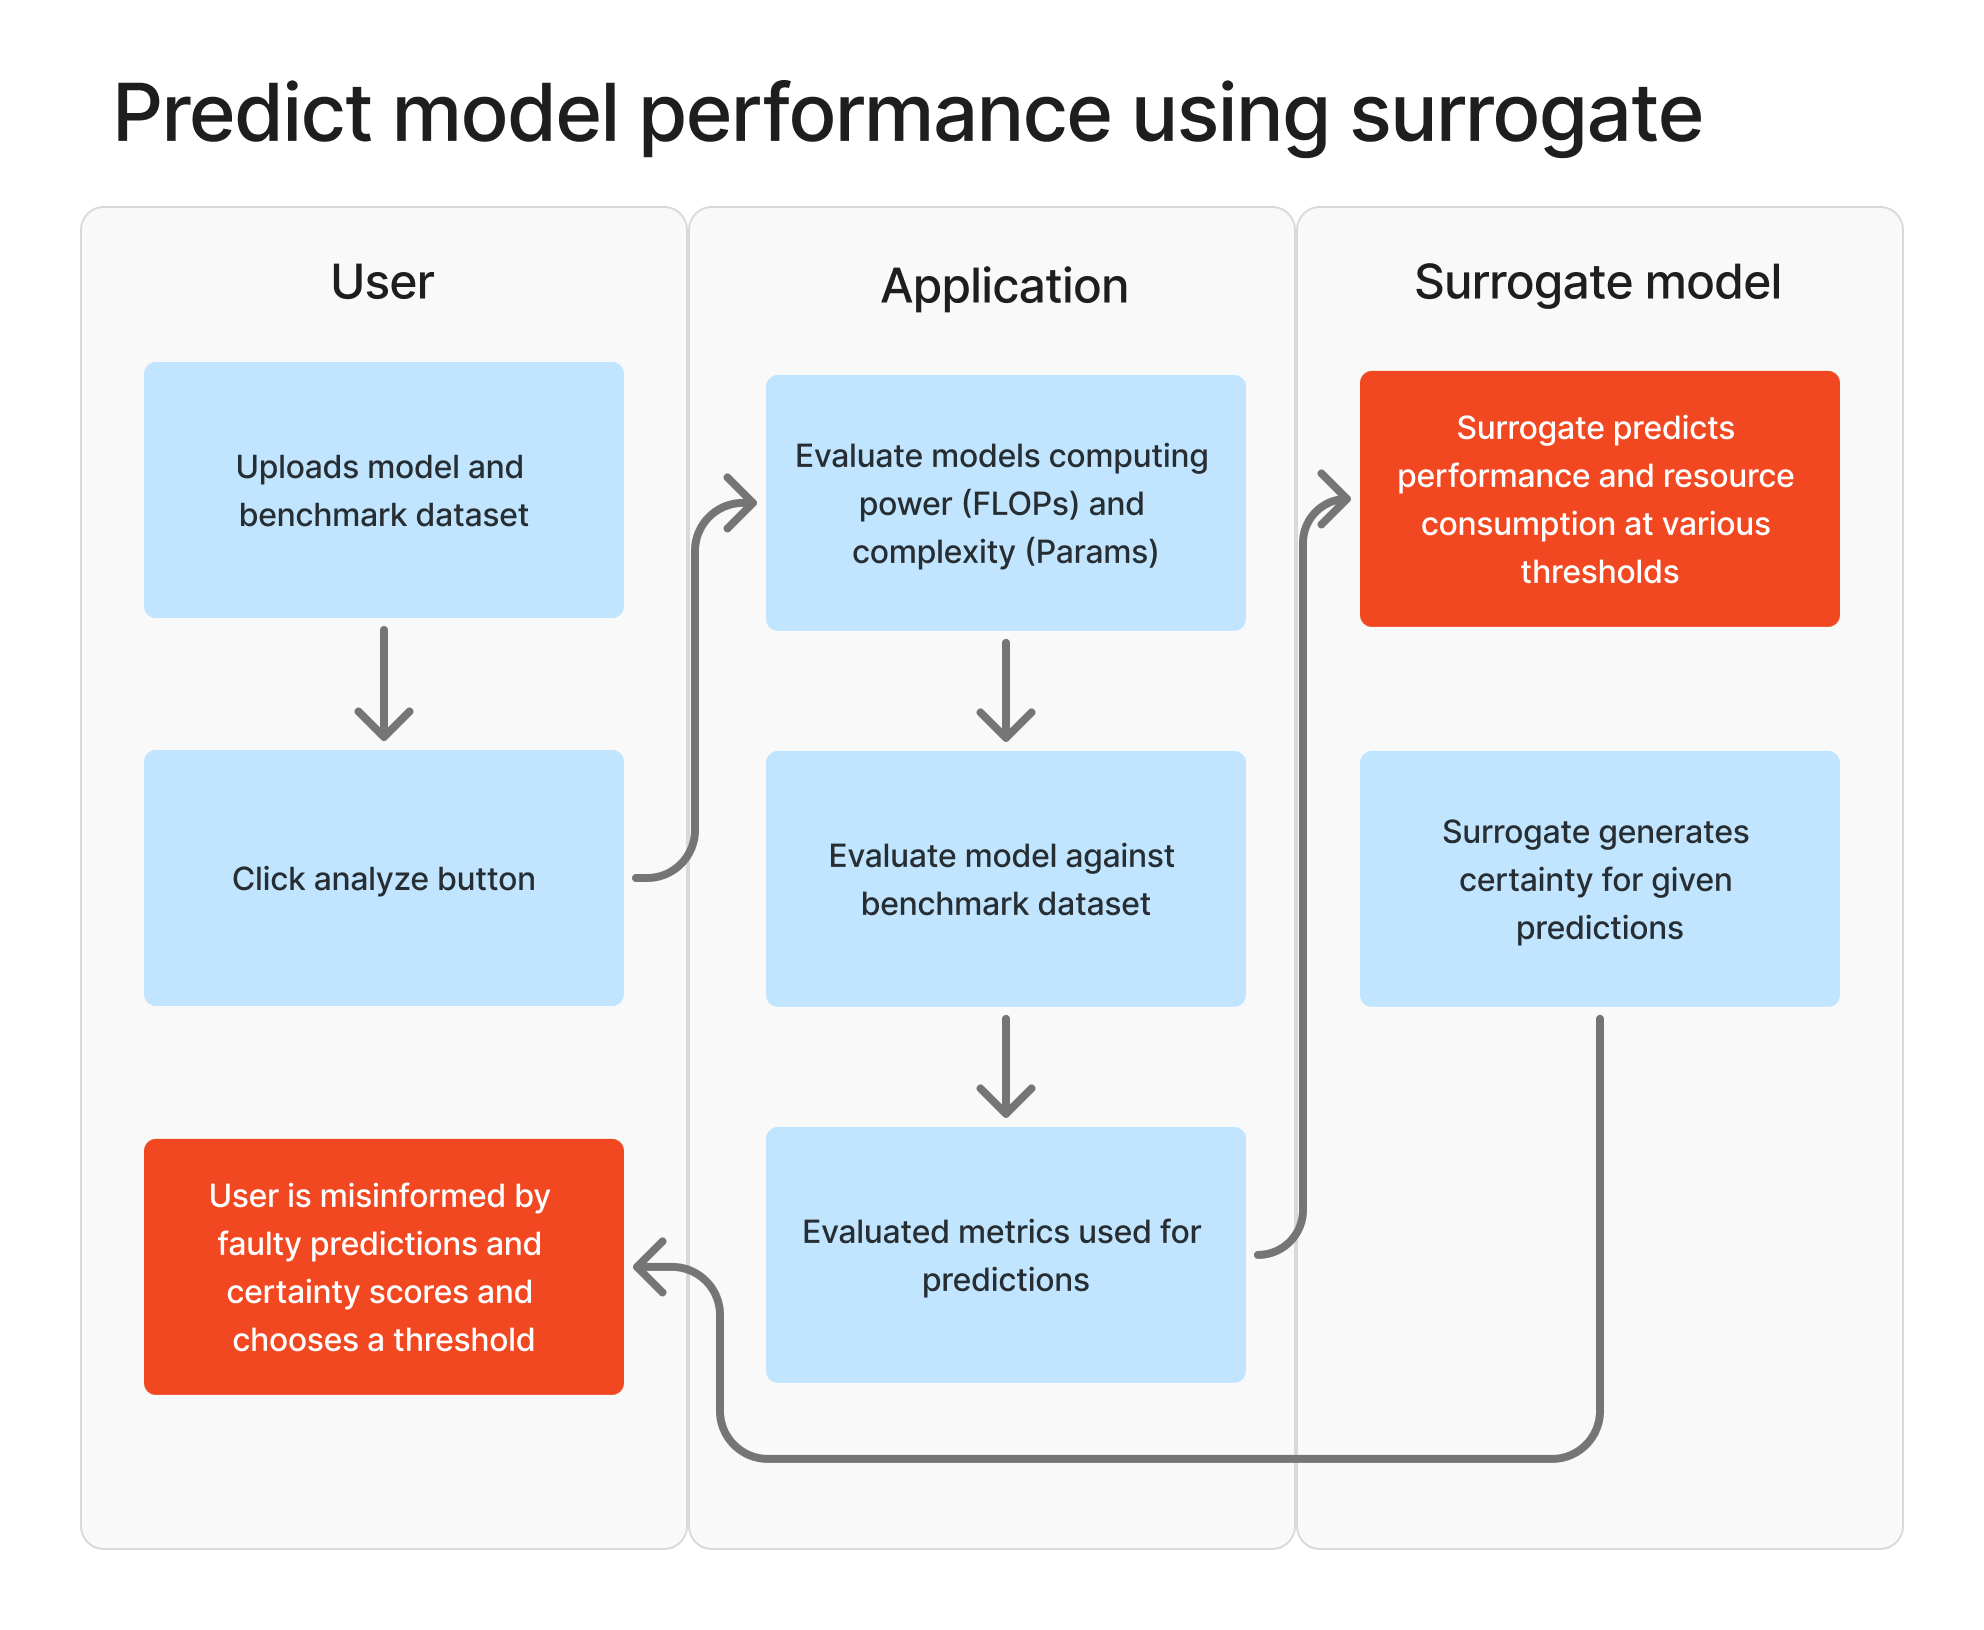 Predict model performance using surrogate
User
Uploads model and
benchmark dataset
Click analyze button
User is misinformed by
faulty predictions and
certainty scores and
chooses a threshold
Application
Evaluate models computing
power (FLOPs) and
complexity (Params)
Evaluate model against
benchmark dataset
Evaluated metrics used for
predictions
Surrogate model
Surrogate predicts
performance and resource
consumption at various
thresholds
Surrogate generates
certainty for given
predictions